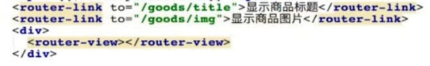 <router-link to="/goods/title">显示商品标题</router-link>
<router-link to="/goods/img">显示商品图片</router-link>
<div>
  <router-view></router-view>
</div>